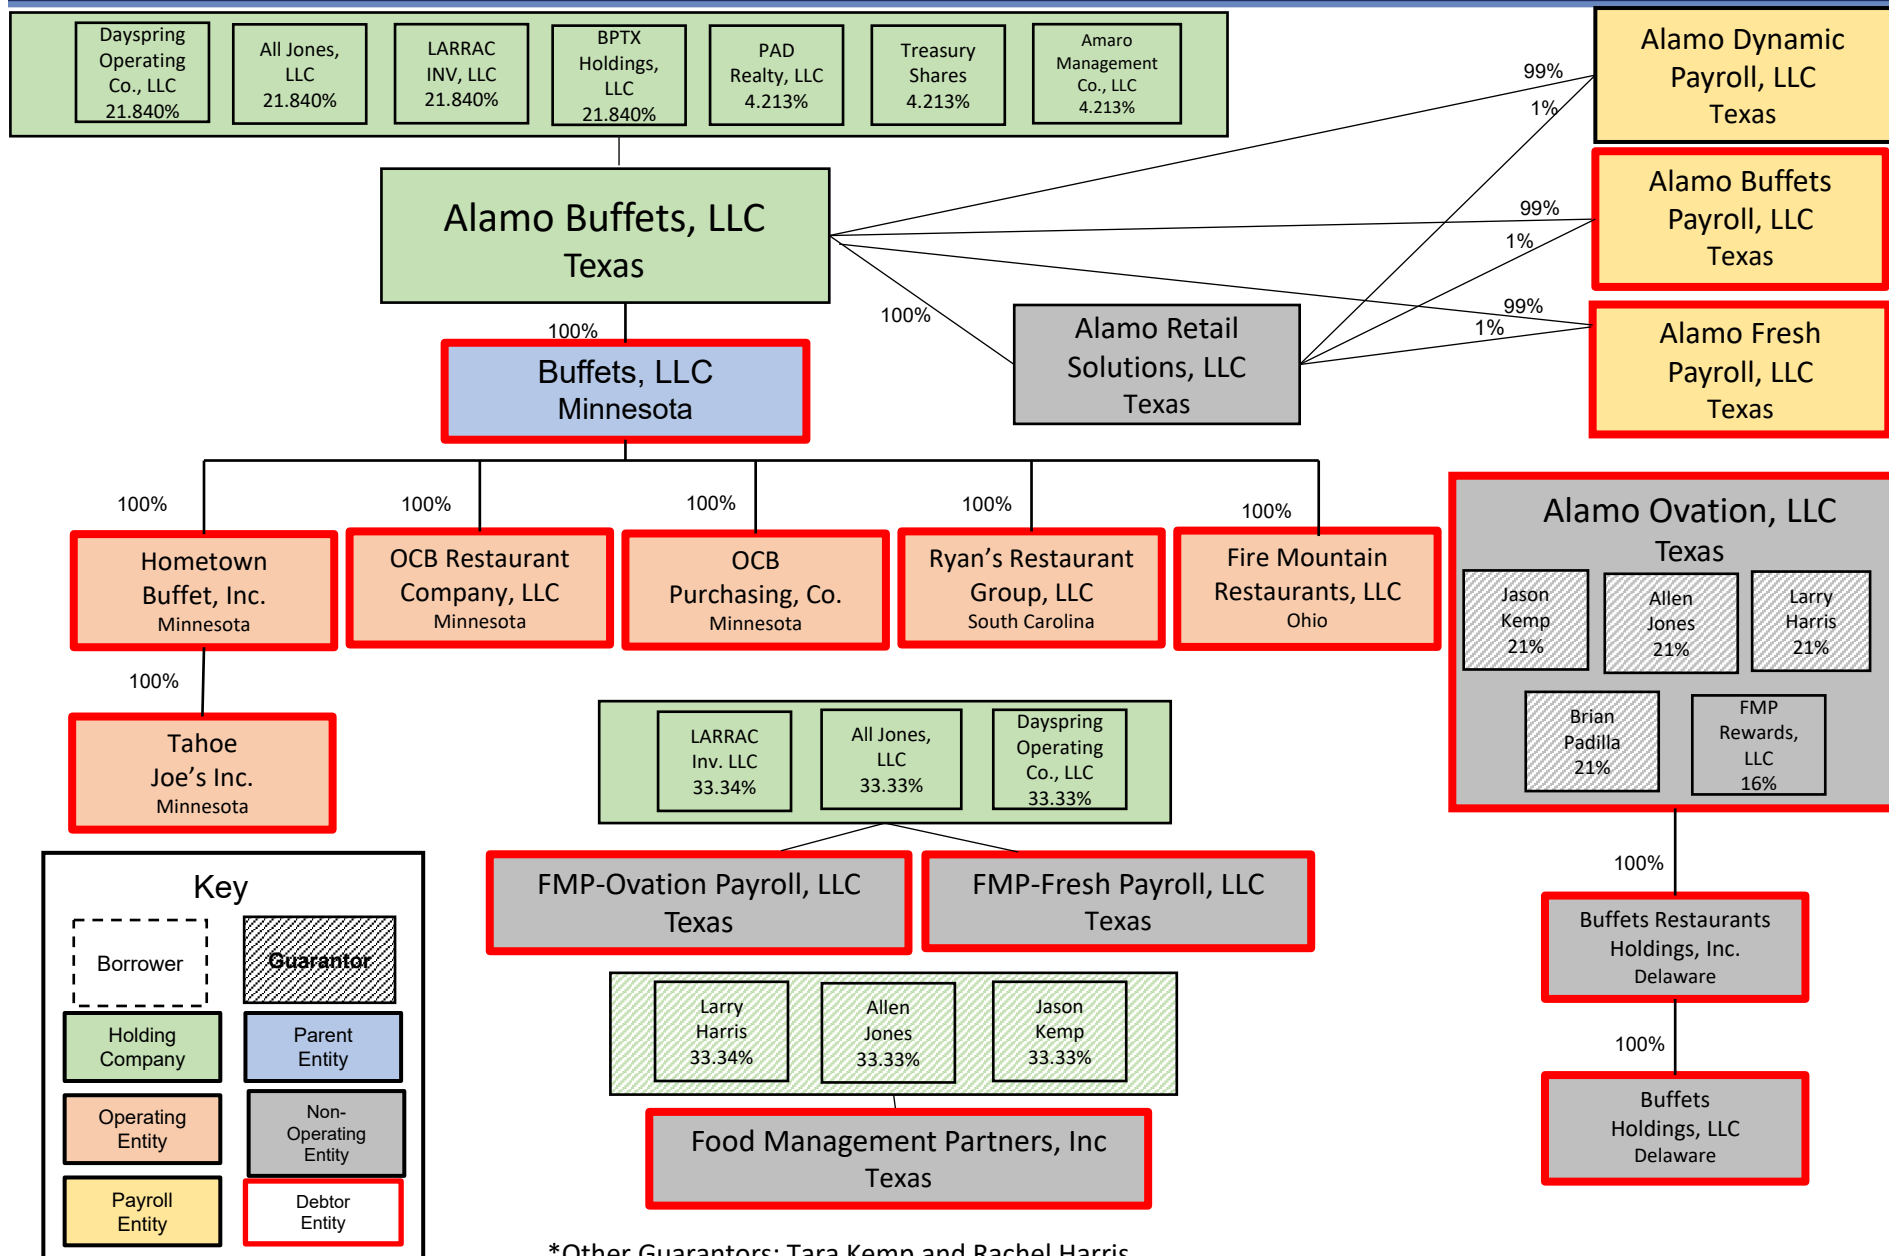 Dayspring
Operating
Co., LLC
21.840%
All Jones,
LLC
21.840%
LARRAC
INV, LLC
21.840%
BPTX
Holdings,
LLC
21.840%
PAD
Realty, LLC
4.213%
Treasury
Shares
4.213%
Amaro
Management
Co., LLC
4.213%
Alamo Dynamic
Payroll, LLC
Texas
99%
1%
Alamo Buffets
Payroll, LLC
Texas
99%
1%
Alamo Fresh
Payroll, LLC
Texas
99%
1%
Alamo Buffets, LLC
Texas
100%
100%
Alamo Retail
Solutions, LLC
Texas
Buffets, LLC
Minnesota
100%
100%
100%
100%
100%
Hometown
Buffet, Inc.
Minnesota
OCB Restaurant
Company, LLC
Minnesota
OCB
Purchasing, Co.
Minnesota
Ryan's Restaurant
Group, LLC
South Carolina
Fire Mountain
Restaurants, LLC
Ohio
100%
Tahoe
Joe's Inc.
Minnesota
Alamo Ovation, LLC
Texas
Jason
Kemp
21%
Allen
Jones
21%
Larry
Harris
21%
Brian
Padilla
21%
FMP
Rewards,
LLC
16%
100%
Buffets Restaurants
Holdings, Inc.
Delaware
100%
Buffets
Holdings, LLC
Delaware
LARRAC
Inv. LLC
33.34%
All Jones,
LLC
33.33%
Dayspring
Operating
Co., LLC
33.33%
FMP-Ovation Payroll, LLC
Texas
FMP-Fresh Payroll, LLC
Texas
Larry
Harris
33.34%
Allen
Jones
33.33%
Jason
Kemp
33.33%
Food Management Partners, Inc
Texas
Key
Borrower
Guarantor
Holding
Company
Parent
Entity
Operating
Entity
Non-
Operating
Entity
Payroll
Entity
Debtor
Entity
*Other Guarantors: Tara Kemp and Rachel Harris